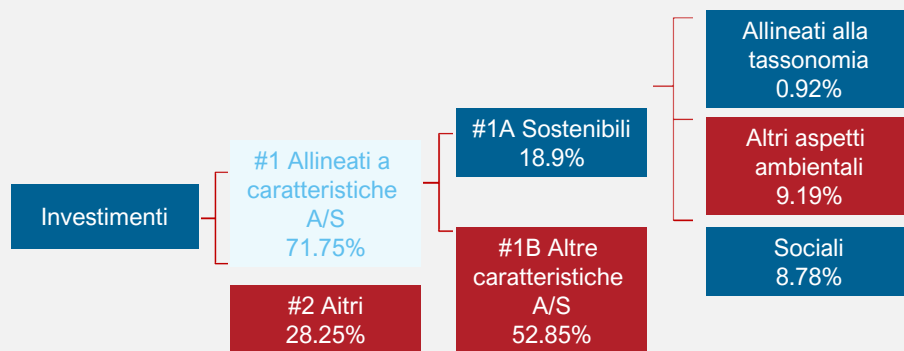 Investimenti
#1 Allineati a
caratteristiche
A/S
71.75%
#2 Aitri
28.25%
#1A Sostenibili
18.9%
#1B Altre
caratteristiche
A/S
52.85%
Allineati alla
tassonomia
0.92%
Altri aspetti
ambientali
9.19%
Sociali
8.78%